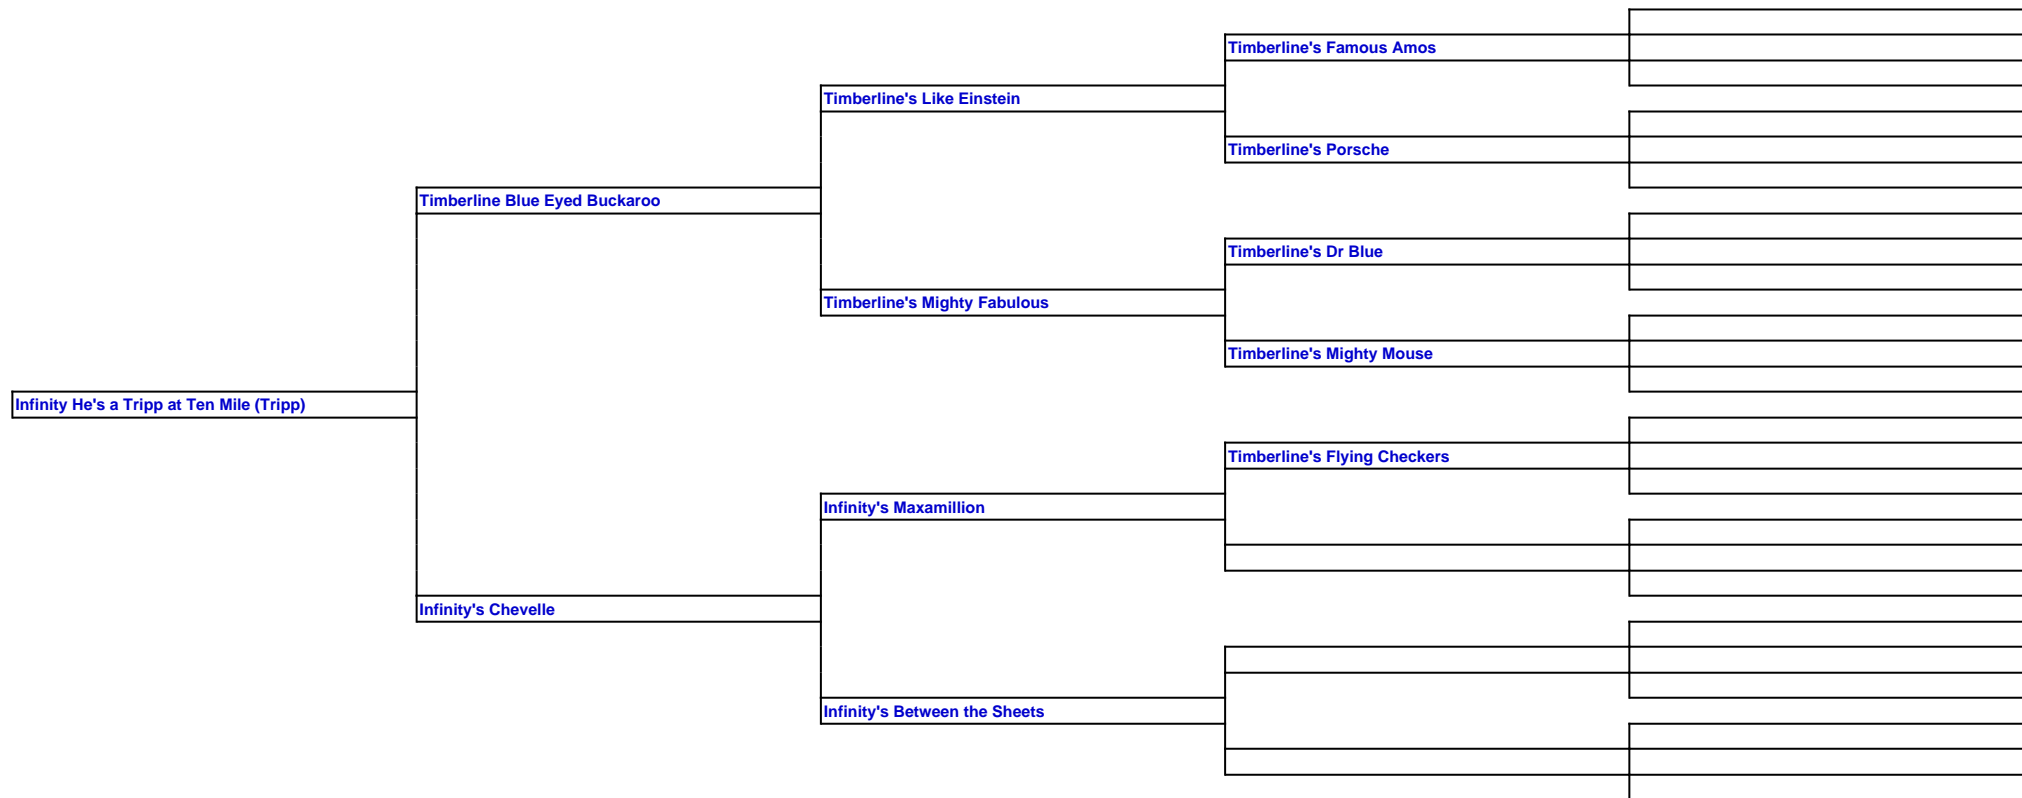 Timberline's Famous Amos
Timberline's Like Einstein
Timberline's Porsche
Timberline Blue Eyed Buckaroo
Timberline's Dr Blue
Timberline's Mighty Fabulous
Timberline's Mighty Mouse
Infinity He's a Tripp at Ten Mile (Tripp)
Timberline's Flying Checkers
Infinity's Maxamillion
Infinity's Chevelle
Infinity's Between the Sheets